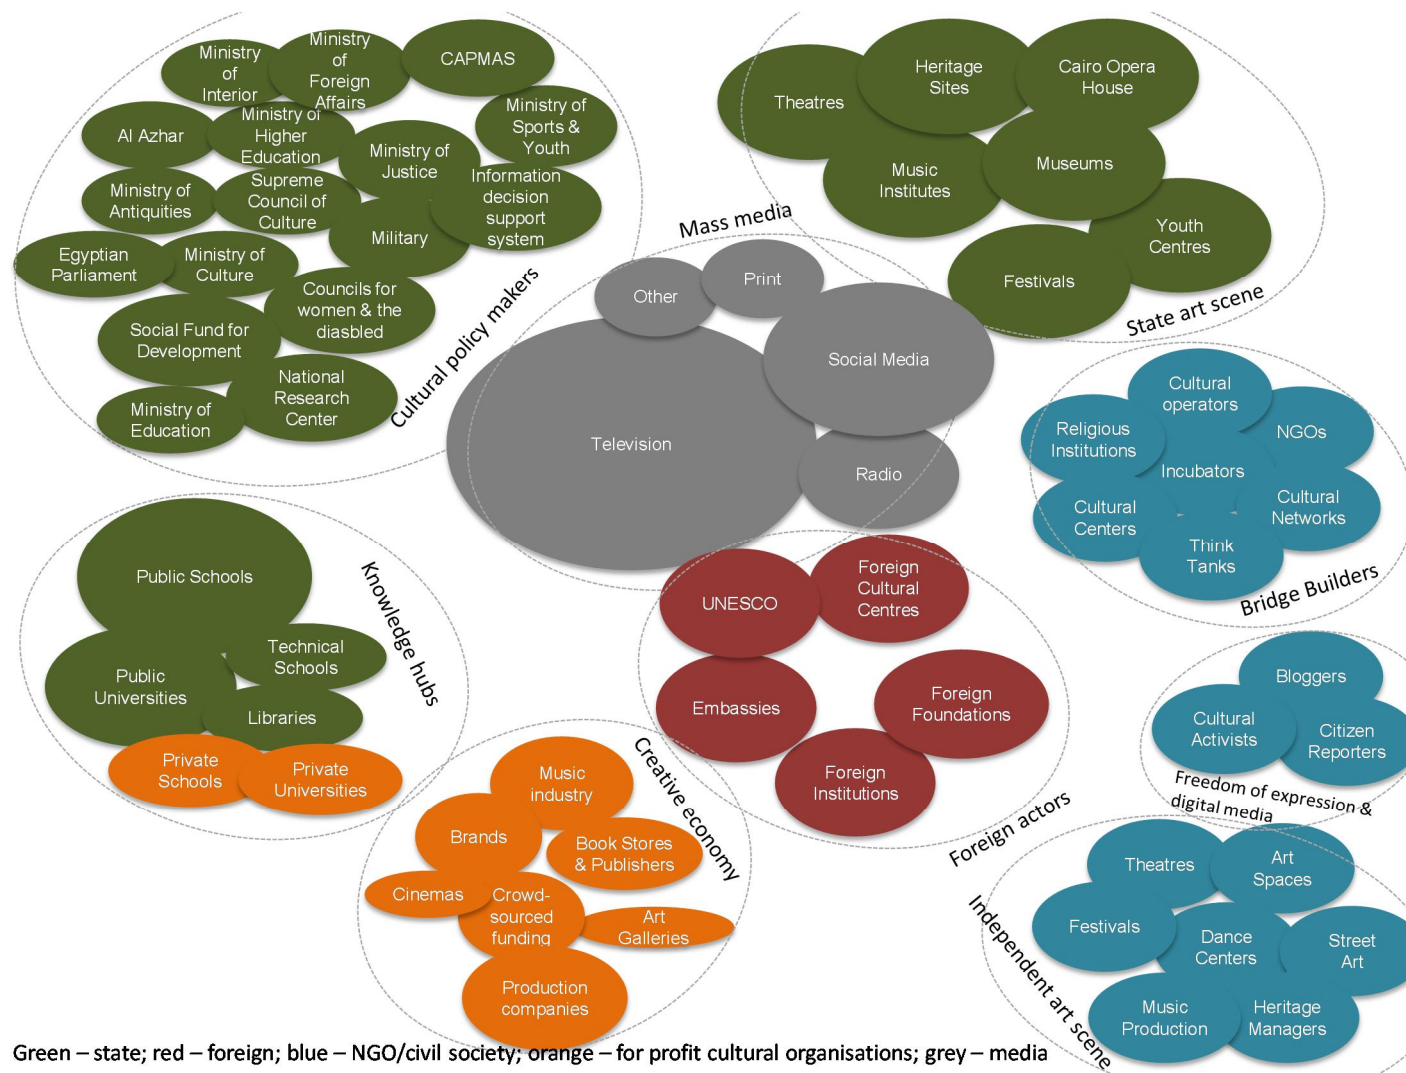 Ministry
of
Interior
Ministry
of
Foreign
Affairs
CAPMAS
Al Azhar
Ministry of
Higher
Education
Ministry of
Justice
Ministry of
Sports &
Youth
Ministry of
Antiquities
Supreme
Council of
Culture
Military
Information
decision
support
system
Egyptian
Parliament
Ministry of
Culture
Councils for
women & the
diasbled
Social Fund for
Development
National
Research
Center
Ministry of
Education
Cultural policy makers
Theatres
Heritage
Sites
Cairo Opera
House
Music
Institutes
Museums
Youth
Centres
Festivals
State art scene
Mass media
Other
Print
Social Media
Television
Radio
Cultural
operators
Religious
Institutions
NGOs
Incubators
Cultural
Centers
Cultural
Networks
Think
Tanks
Bridge Builders
Public Schools
Technical
Schools
Public
Universities
Libraries
Private
Schools
Private
Universities
Knowledge hubs
UNESCO
Foreign
Cultural
Centres
Embassies
Foreign
Foundations
Foreign
Institutions
Foreign actors
Bloggers
Cultural
Activists
Citizen
Reporters
Freedom of expression &
digital media
Music
industry
Brands
Book Stores
& Publishers
Cinemas
Crowd-
sourced
funding
Art
Galleries
Production
companies
Creative economy
Theatres
Art
Spaces
Festivals
Dance
Centers
Street
Art
Music
Production
Heritage
Managers
Independent art scene
Green – state; red – foreign; blue – NGO/civil society; orange – for profit cultural organisations; grey – media